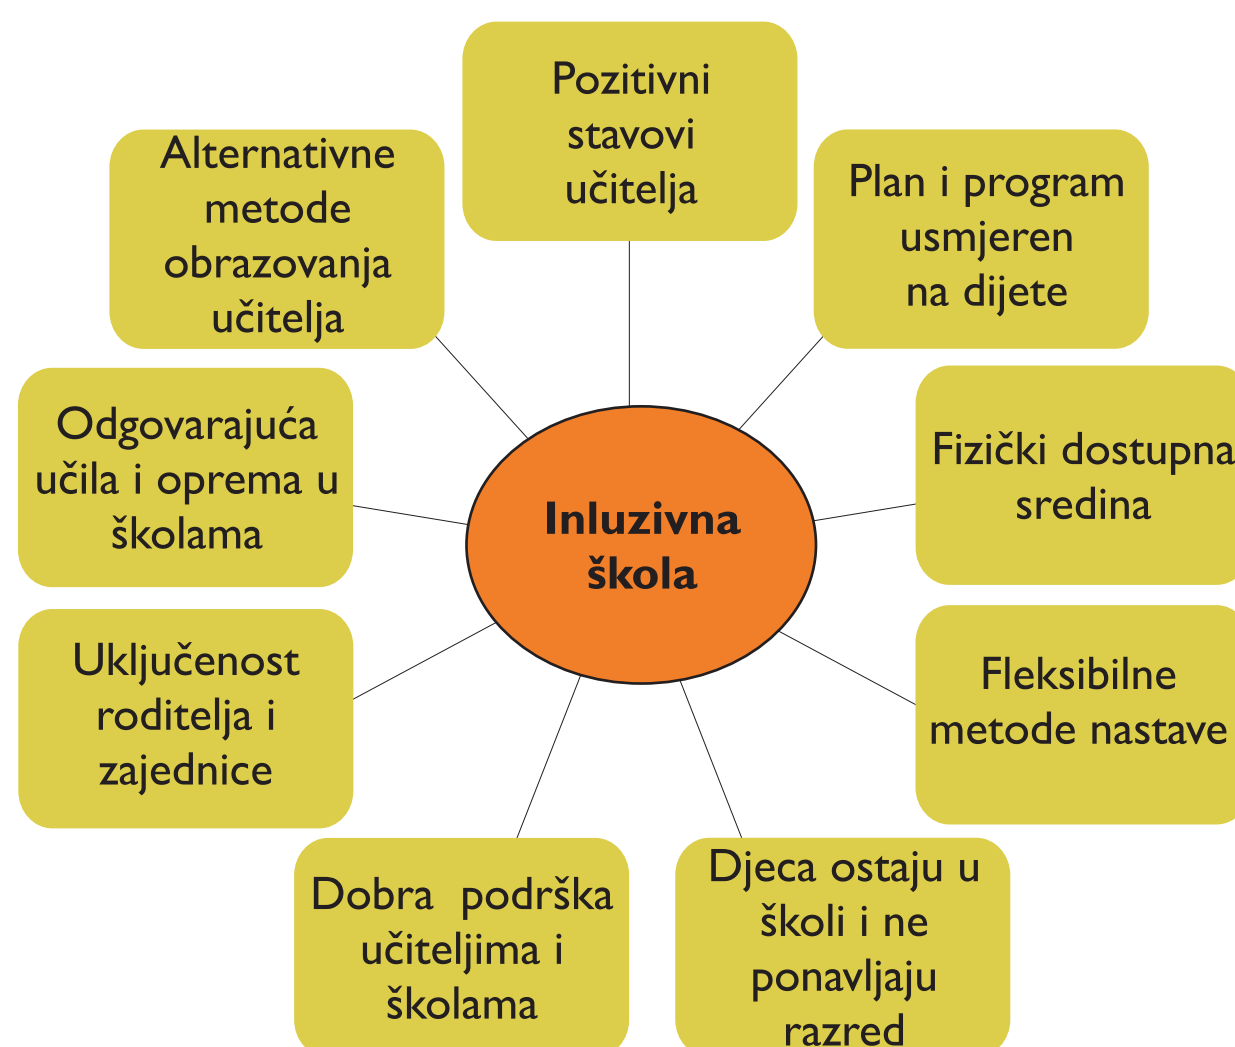 Pozitivni
stavovi
učitelja
Alternativne
metode
obrazovanja
učitelja
Plan i program
usmjeren
na dijete
Odgovarajuća
učila i oprema u
školama
Fizički dostupna
sredina
Inluzivna
škola
Uključenost
roditelja i
zajednice
Fleksibilne
metode nastave
Dobra podrška
učiteljima i
školama
Djeca ostaju u
školi i ne
ponavljaju
razred